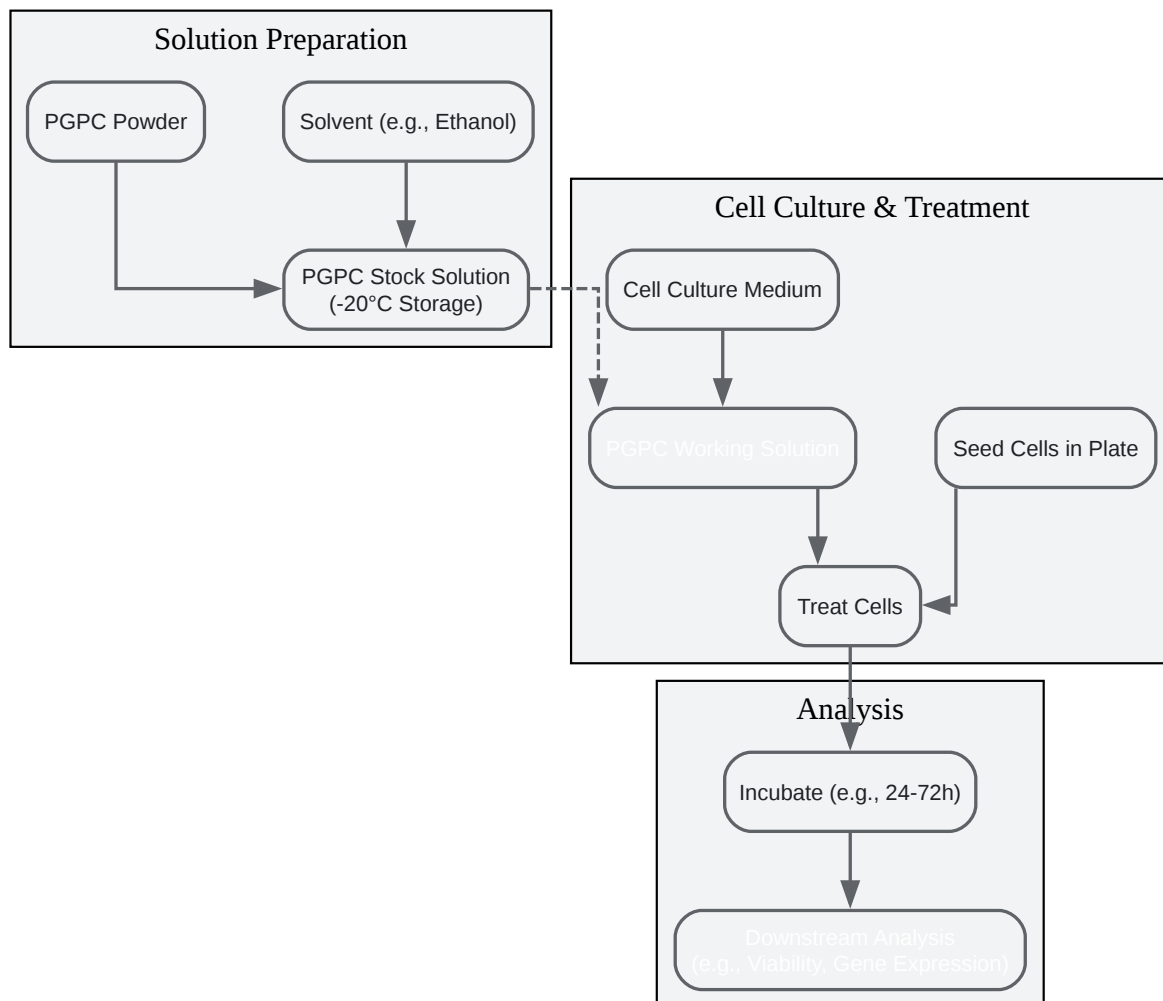 Solution Preparation
PGPC Powder
Solvent (e.g., Ethanol)
PGPC Stock Solution
(-20°C Storage)
Cell Culture & Treatment
Cell Culture Medium
PGPC Working Solution
Seed Cells in Plate
Treat Cells
Analysis
Incubate (e.g., 24-72h)
Downstream Analysis
(e.g., Viability, Gene Expression)